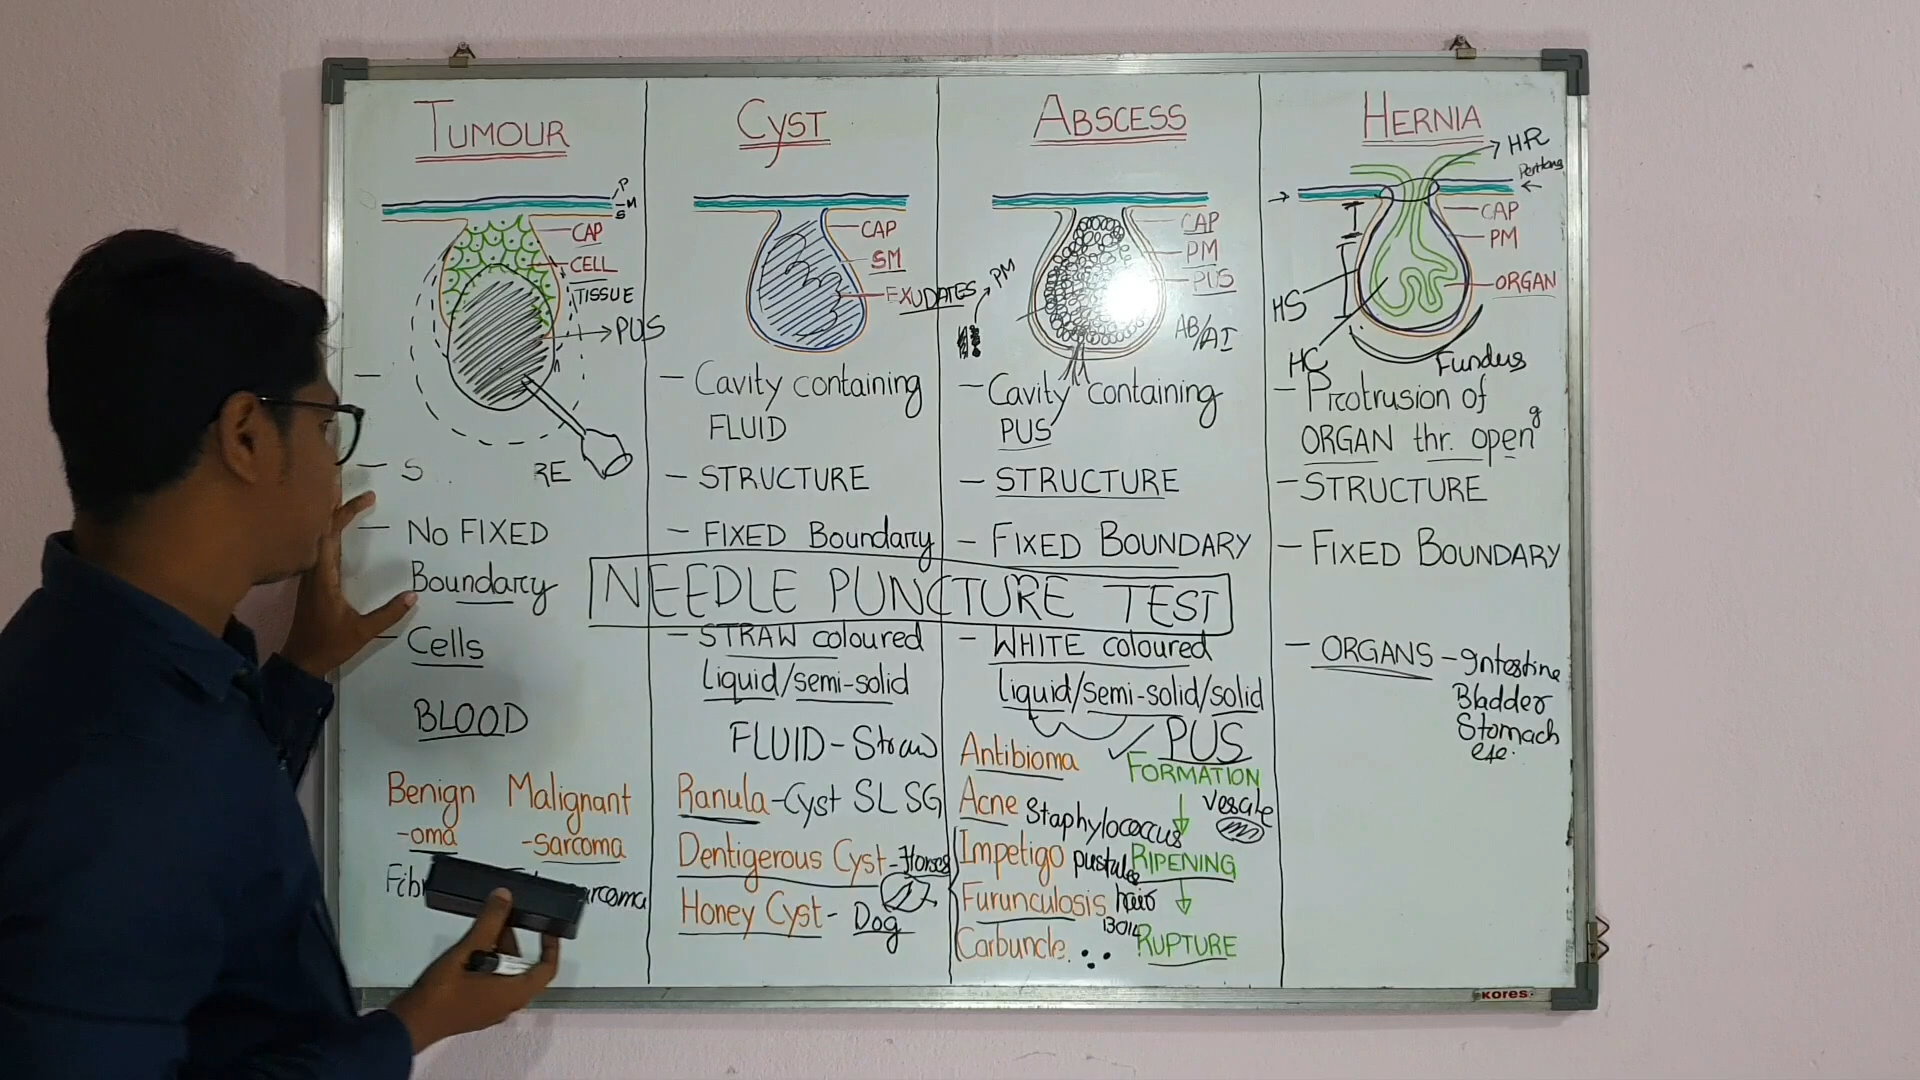 TUMOUR
P
M
S
CAP
CELL
TISSUE
PUS
S
RE
- NO FIXED
Boundary
- Cells
BLOOD
Benign Malignant
-oma -sarcoma
CYST
CAP
SM
EXUDATES
- Cavity containing
FLUID
- STRUCTURE
- FIXED Boundary
NEEDLE PUNCTURE TEST
- STRAW coloured
liquid/semi-solid
FLUID - Straw
Ranula - Cyst SLSG
Dentigerous Cyst - Horses
Honey Cyst - Dog
ABSCESS
CAP
PM
PUS
PM
AB/AI
- Cavity containing
PUS
- STRUCTURE
- FIXED BOUNDARY
- WHITE coloured
liquid/semi-solid/solid
PUS
Antibioma
Acne Staphylococcus
Impetigo pustule
Furunculosis hair
BOIL
Carbuncle
FORMATION
RIPENING
RUPTURE
HERNIA
HR
CAP
PM
ORGAN
HS
HC
Fundus
- Protrusion of
ORGAN thr. openg
- STRUCTURE
- FIXED BOUNDARY
- ORGANS - Intestine
Bladder
Stomach
etc.
KORES